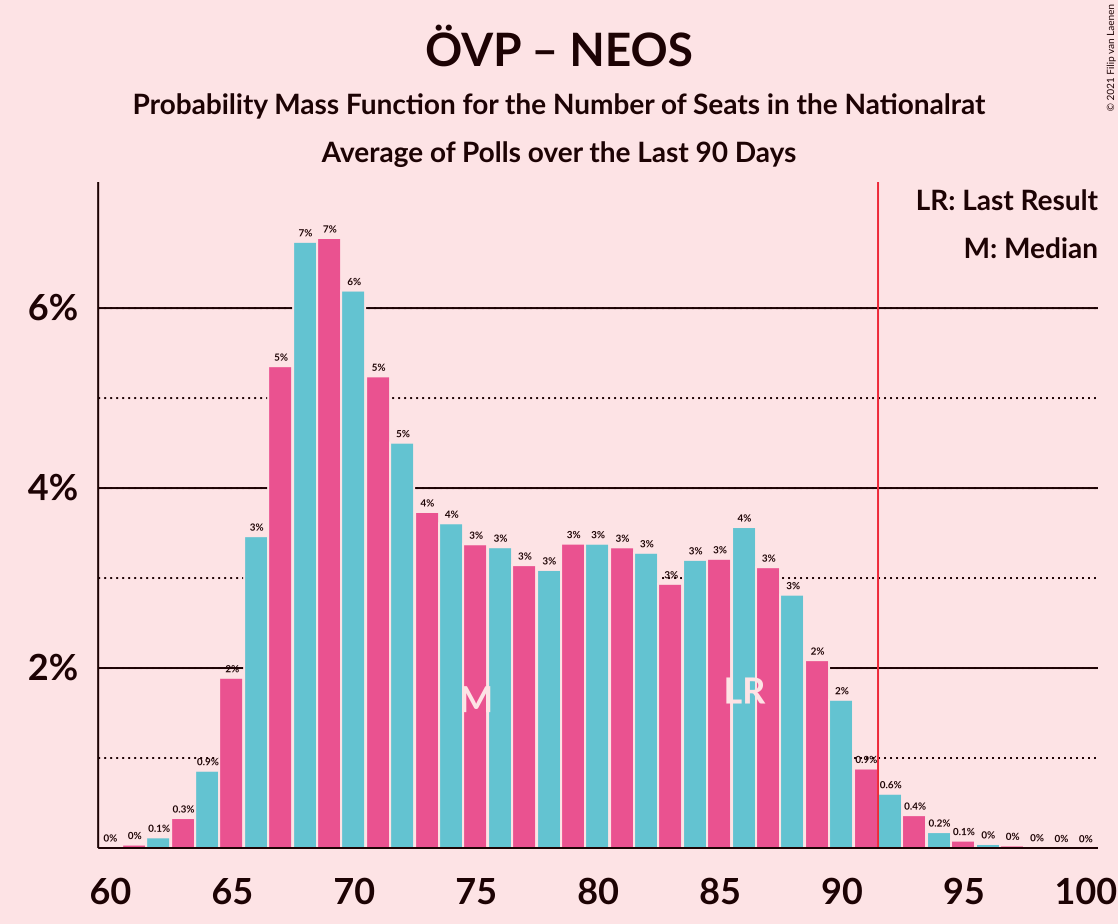 ÖVP – NEOS
Probability Mass Function for the Number of Seats in the Nationalrat
Average of Polls over the Last 90 Days
© 2021 Filip van Laenen
LR: Last Result
M: Median
6%
4%
2%
0% 0% 0.1% 0.3% 0.9% 2% 3% 5% 7% 7% 6% 5% 5% 4% 4% 3% 3% 3% 3% 3% 3% 3% 3% 3% 3% 3% 4% 3% 3% 2% 2% 0.9% 0.6% 0.4% 0.2% 0.1% 0% 0% 0% 0% 0%
M LR
60 65 70 75 80 85 90 95 100